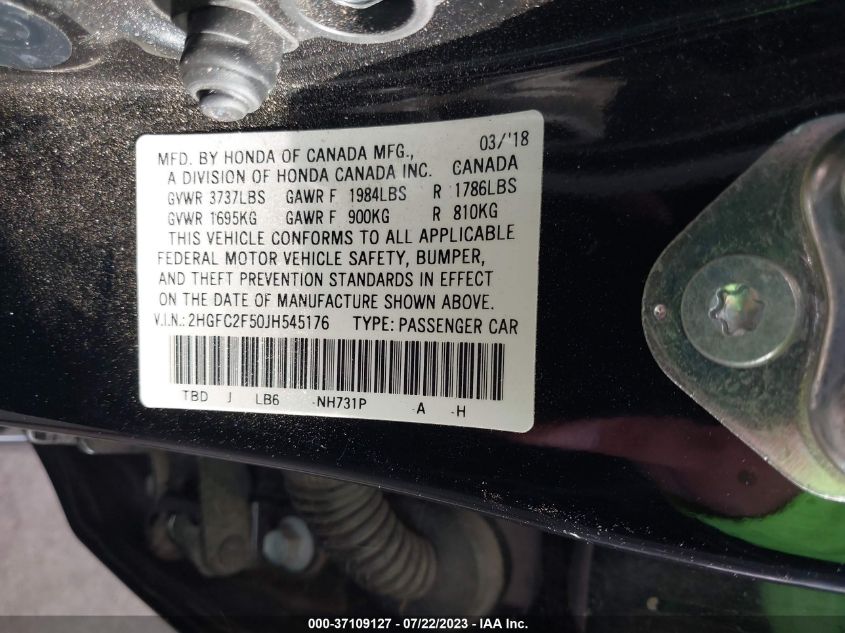 03/'18
MFD. BY HONDA OF CANADA MFG.,
A DIVISION OF HONDA CANADA INC. CANADA
GVWR 3737LBS GAWR F 1984LBS R 1786LBS
GVWR 1695KG GAWR F 900KG R 810KG
THIS VEHICLE CONFORMS TO ALL APPLICABLE
FEDERAL MOTOR VEHICLE SAFETY, BUMPER,
AND THEFT PREVENTION STANDARDS IN EFFECT
ON THE DATE OF MANUFACTURE SHOWN ABOVE.
V.I.N.: 2HGFC2F50JH545176 TYPE: PASSENGER CAR
TBD J LB6 -NH731P -A -H
000-37109127 / 07/22/2023 - IAA Inc.